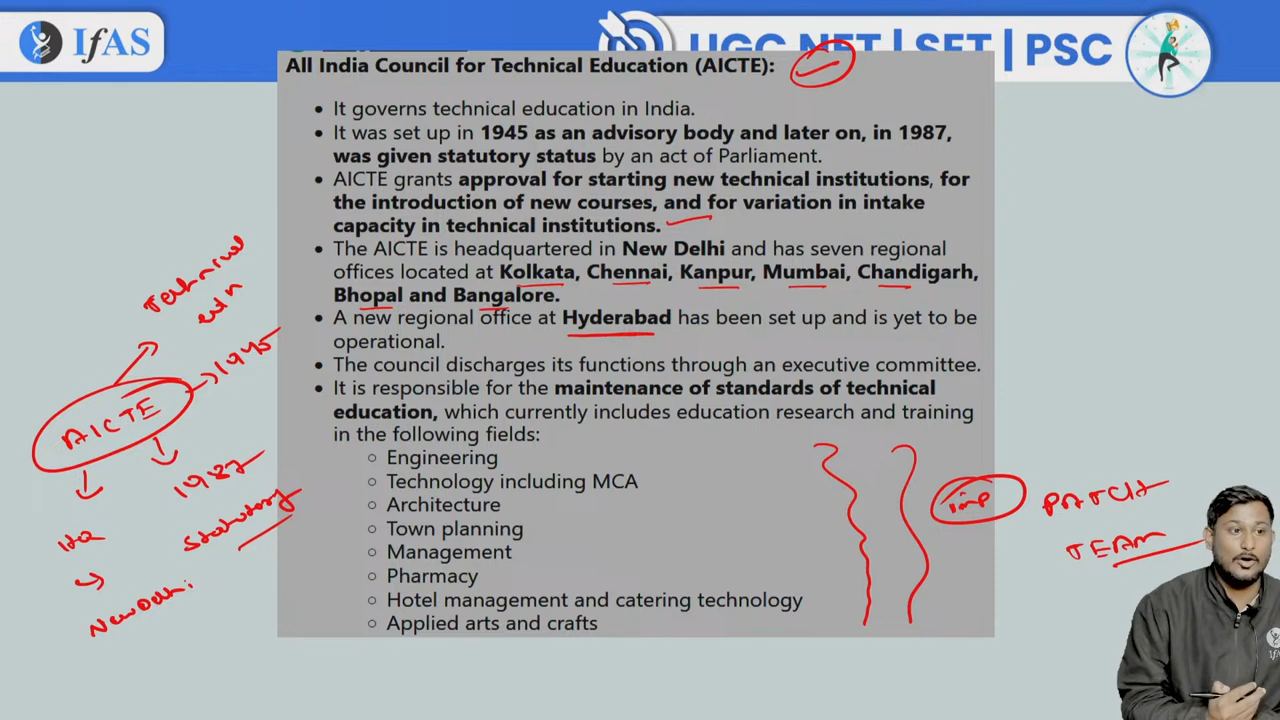 IfAS
UGC NET | SET | PSC
All India Council for Technical Education (AICTE):
• It governs technical education in India.
• It was set up in 1945 as an advisory body and later on, in 1987,
was given statutory status by an act of Parliament.
• AICTE grants approval for starting new technical institutions, for
the introduction of new courses, and for variation in intake
capacity in technical institutions.
• The AICTE is headquartered in New Delhi and has seven regional
offices located at Kolkata, Chennai, Kanpur, Mumbai, Chandigarh,
Bhopal and Bangalore.
• A new regional office at Hyderabad has been set up and is yet to be
operational.
• The council discharges its functions through an executive committee.
• It is responsible for the maintenance of standards of technical
education, which currently includes education research and training
in the following fields:
○ Engineering
○ Technology including MCA
○ Architecture
○ Town planning
○ Management
○ Pharmacy
○ Hotel management and catering technology
○ Applied arts and crafts
Technical
1945
AICTE
1987
Statutory
New Delhi
imp
PATCHA
TEAM